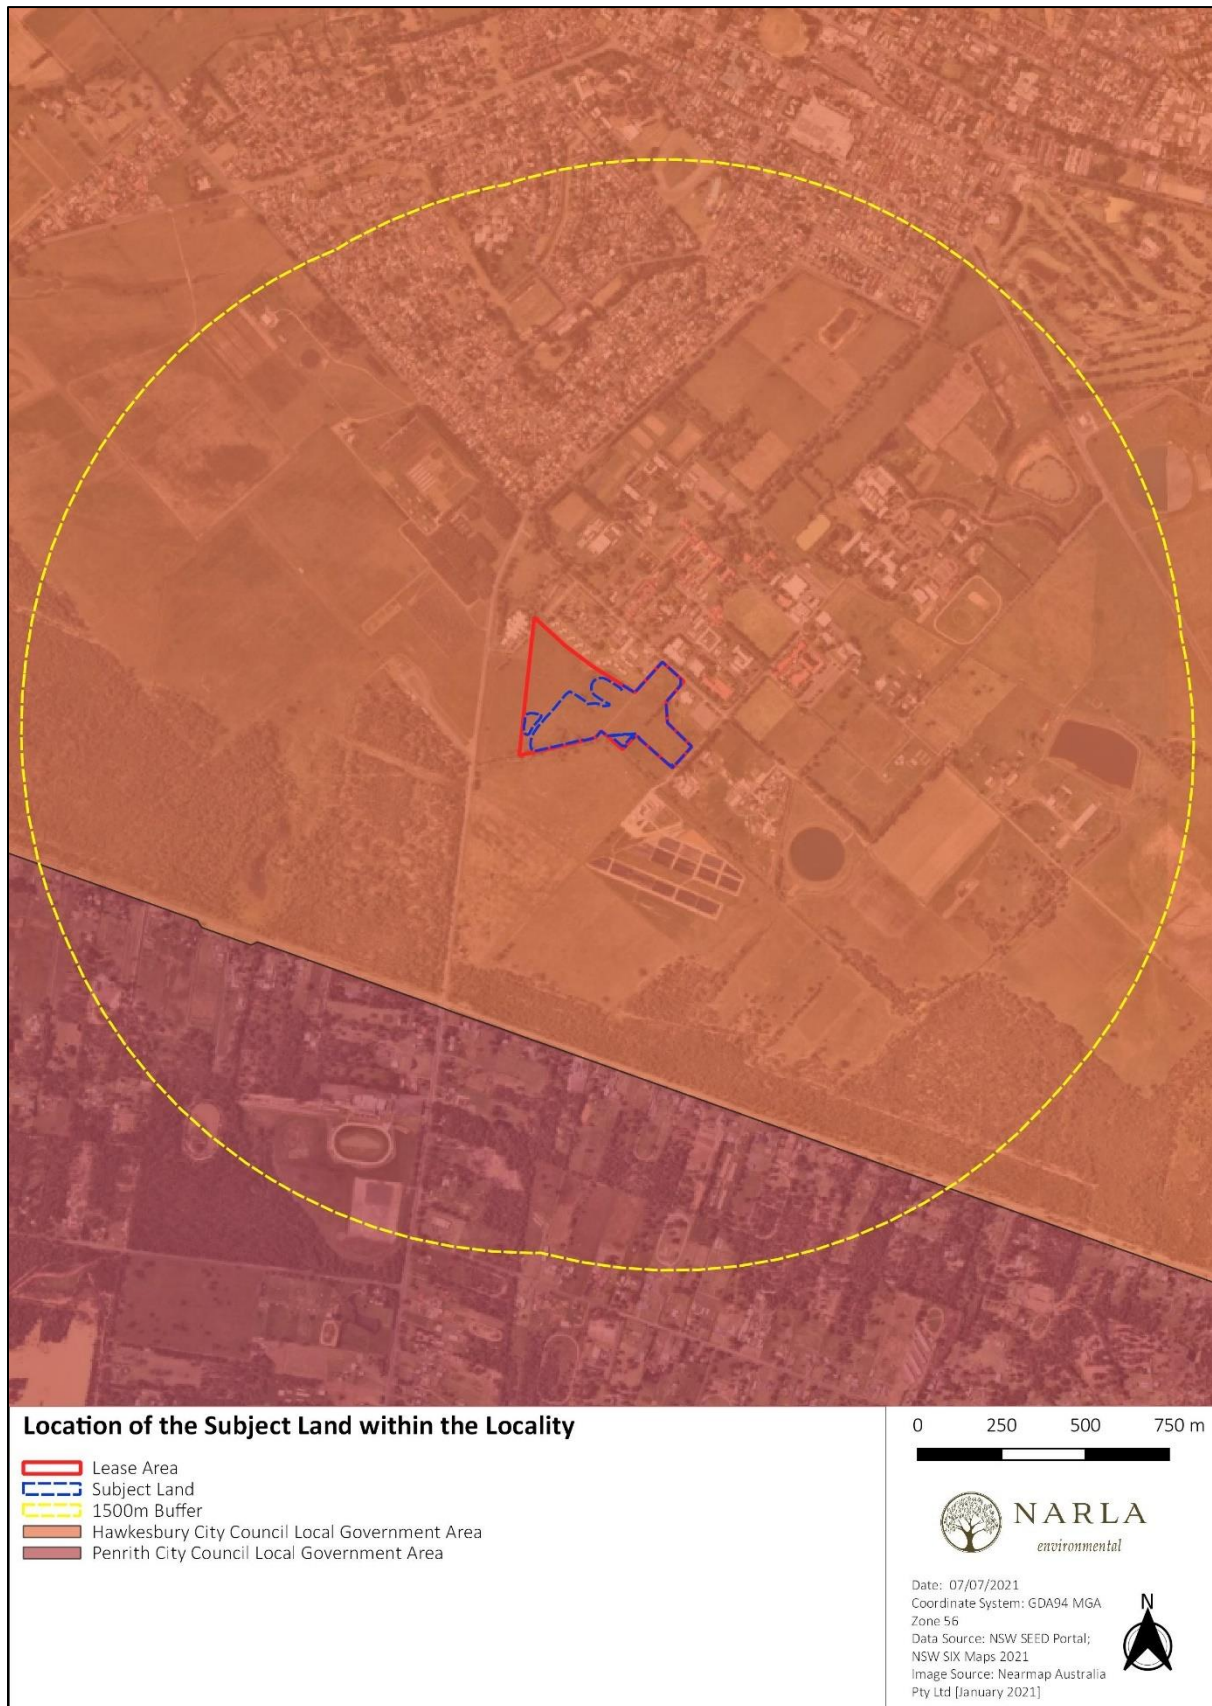 Location of the Subject Land within the Locality
Lease Area
Subject Land
1500m Buffer
Hawkesbury City Council Local Government Area
Penrith City Council Local Government Area
0 250 500 750 m
NARLA
environmental
Date: 07/07/2021
Coordinate System: GDA94 MGA
Zone 56
Data Source: NSW SEED Portal;
NSW SIX Maps 2021
Image Source: Nearmap Australia
Pty Ltd [January 2021]
N